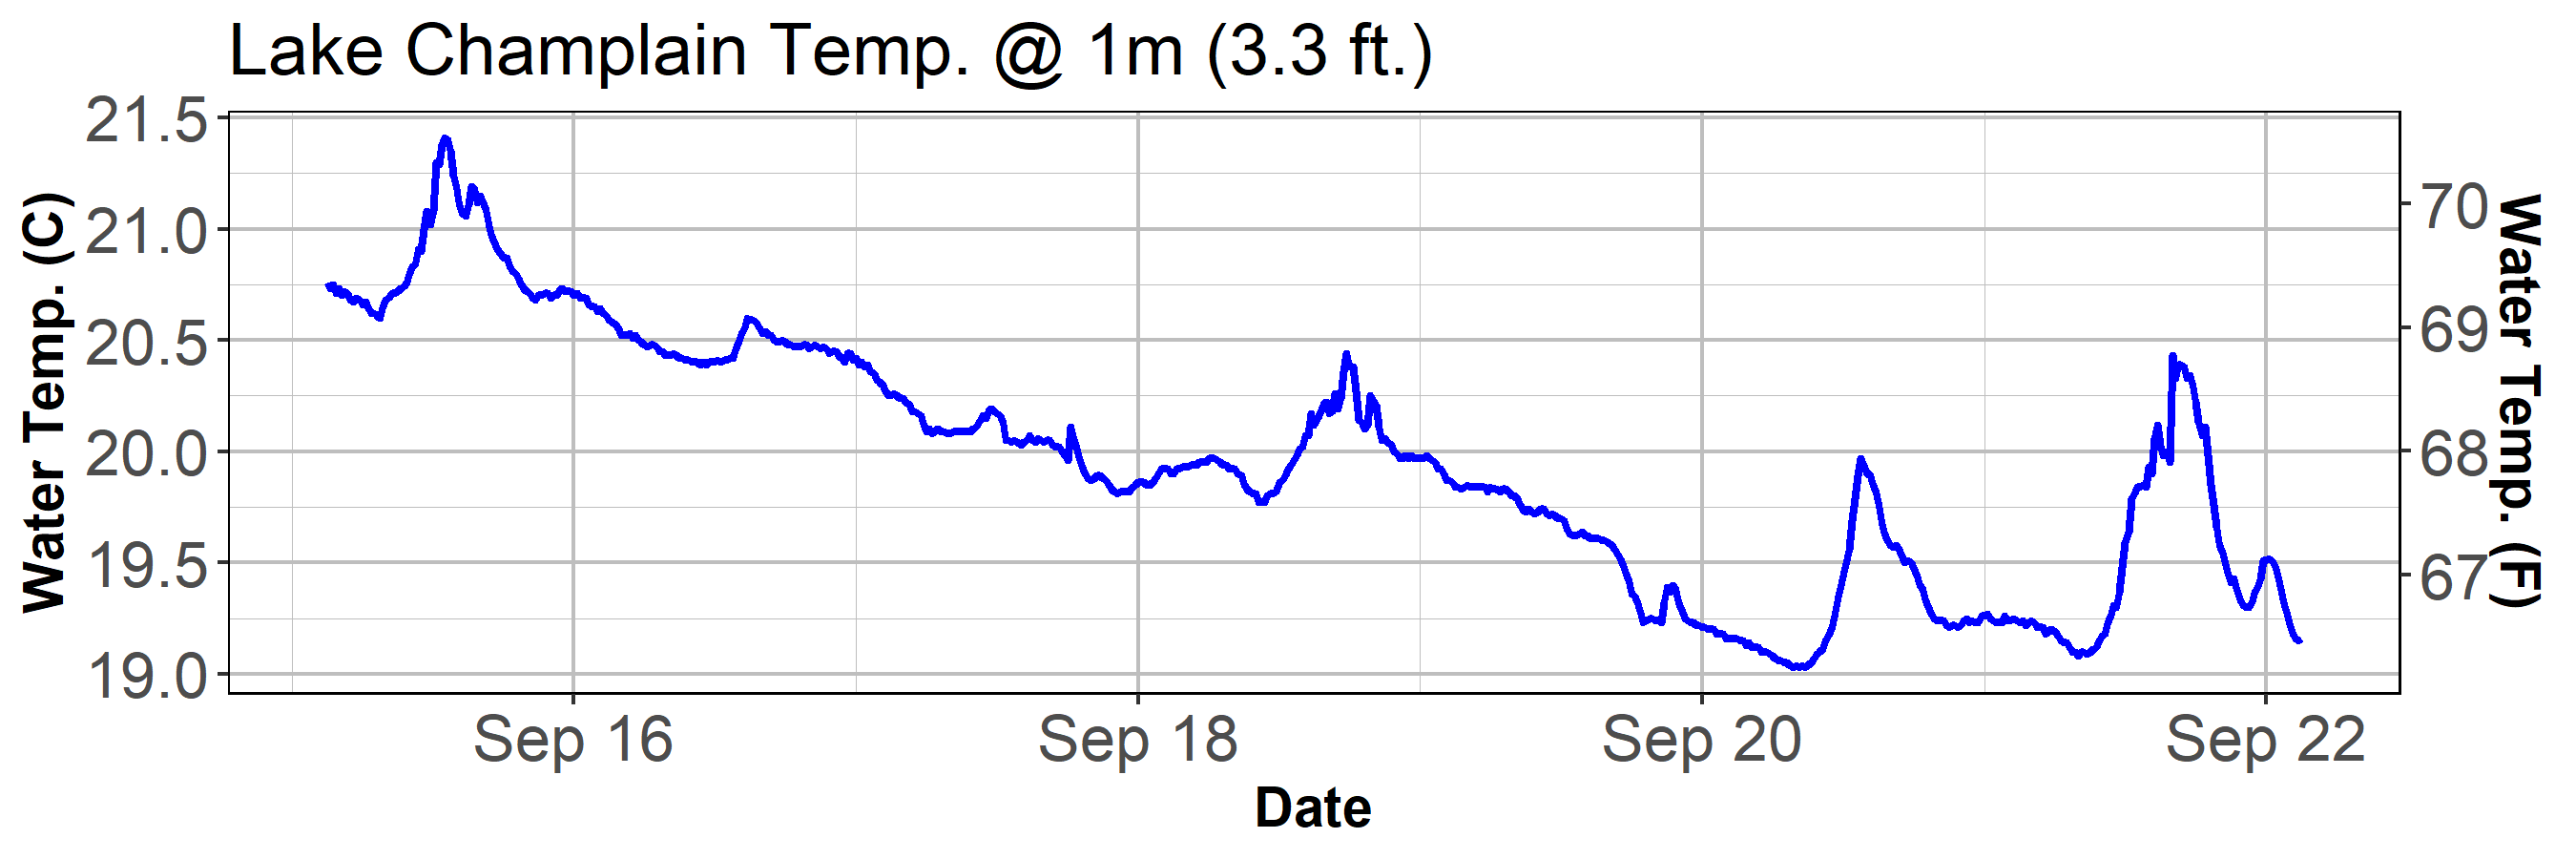 Lake Champlain Temp. @ 1m (3.3 ft.)
Water Temp. (C)
21.5
21.0
20.5
20.0
19.5
19.0
70
69
68
67
Water Temp. (F)
Sep 16
Sep 18
Sep 20
Sep 22
Date